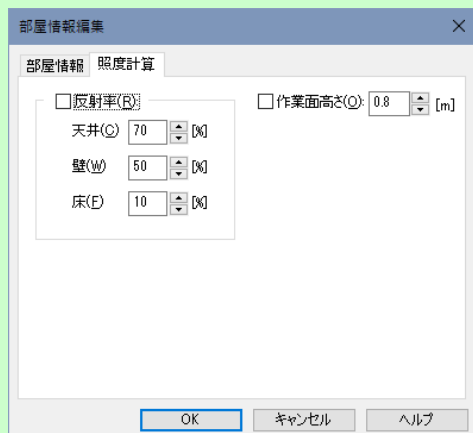 部屋情報編集
部屋情報 照度計算
反射率(R):
天井(C) 70 [%]
壁(W) 50 [%]
床(F) 10 [%]
作業面高さ(O): 0.8 [m]
OK キャンセル ヘルプ